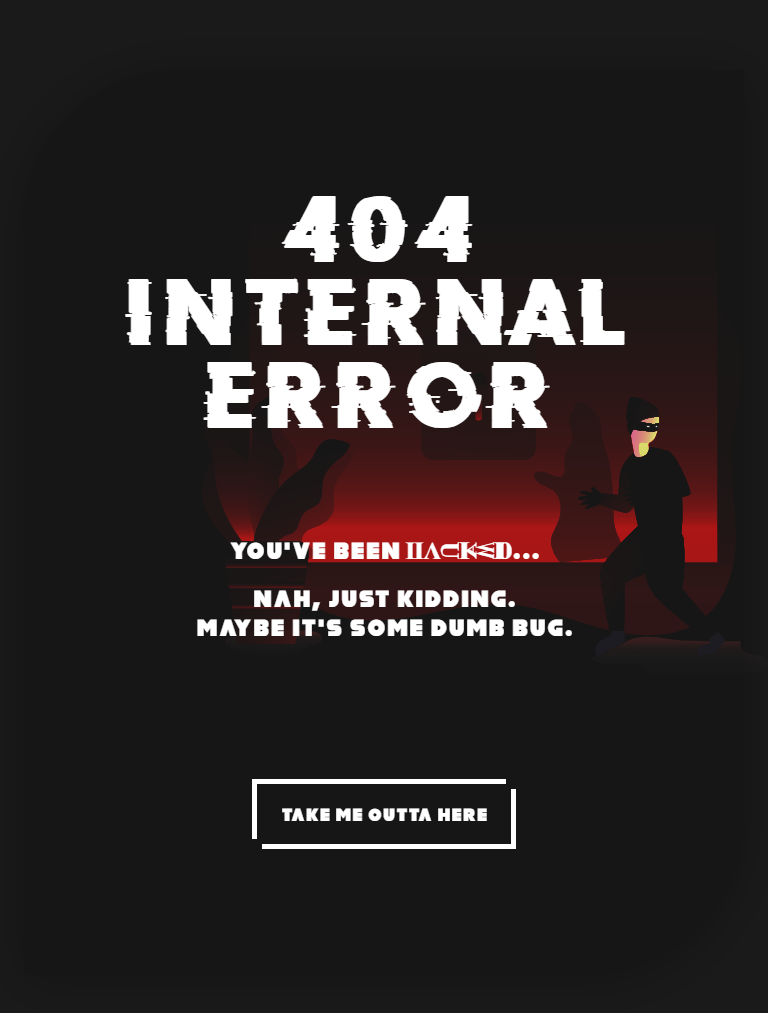 404
INTERNAL
ERROR
YOU'VE BEEN HACKED...
NAH, JUST KIDDING.
MAYBE IT'S SOME DUMB BUG.
TAKE ME OUTTA HERE